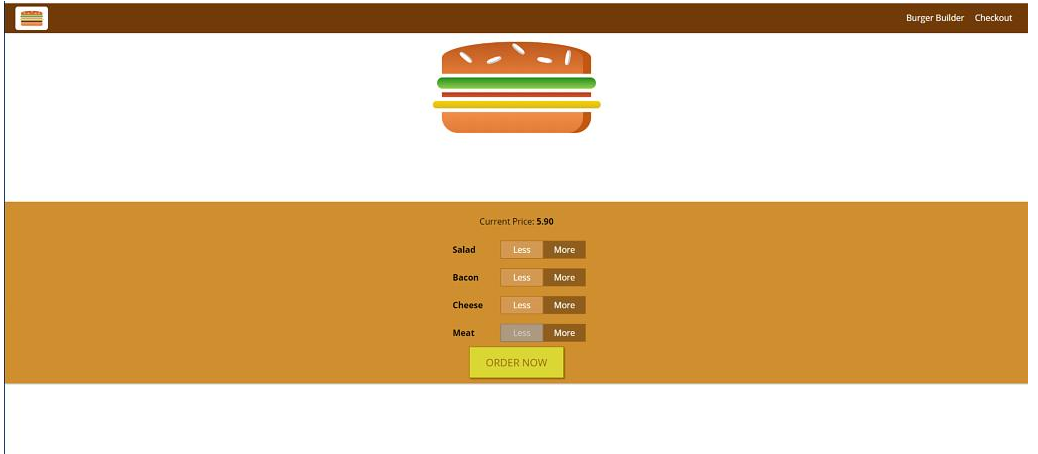 Burger Builder Checkout
Current Price: 5.90
Salad Less More
Bacon Less More
Cheese Less More
Meat Less More
ORDER NOW